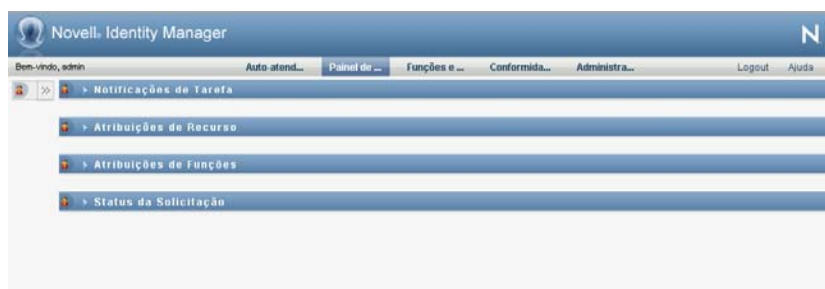 Novell® Identity Manager
N
Bem-vindo, admin Auto-atend... Painel de ... Funções e ... Conformida... Administra... Logout Ajuda
Notificações de Tarefa
Atribuições de Recurso
Atribuições de Funções
Status da Solicitação